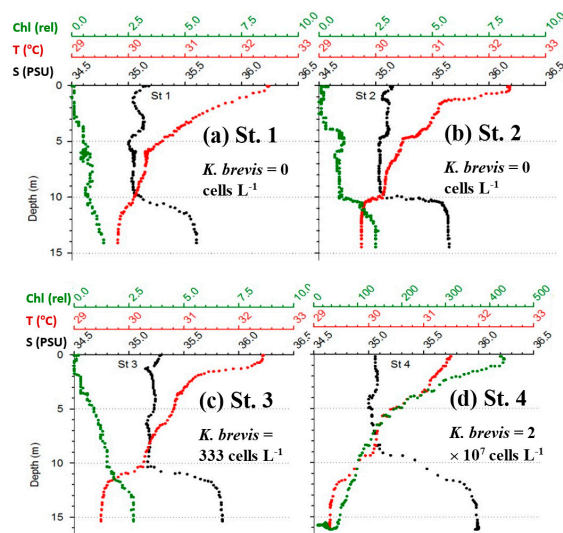 Chl (rel) 0.0 2.5 5.0 7.5 10.0
T (°C) 29 30 31 32 33
S (PSU) 34.5 35.0 35.5 36.0 36.5
0 St 1
5 (a) St. 1
K. brevis = 0
cells L-1
10
15
Depth (m)
0.0 2.5 5.0 7.5 10.0
29 30 31 32 33
34.5 35.0 35.5 36.0 36.5
0 St 2
5 (b) St. 2
K. brevis = 0
cells L-1
10
15
Chl (rel) 0.0 2.5 5.0 7.5 10.0
T (°C) 29 30 31 32 33
S (PSU) 34.5 35.0 35.5 36.0 36.5
0 St 3
5 (c) St. 3
K. brevis =
333 cells L-1
10
15
Depth (m)
0 100 200 300 400 500
29 30 31 32 33
34.5 35.0 35.5 36.0 36.5
0 St 4
5 (d) St. 4
K. brevis = 2
× 107 cells L-1
10
15